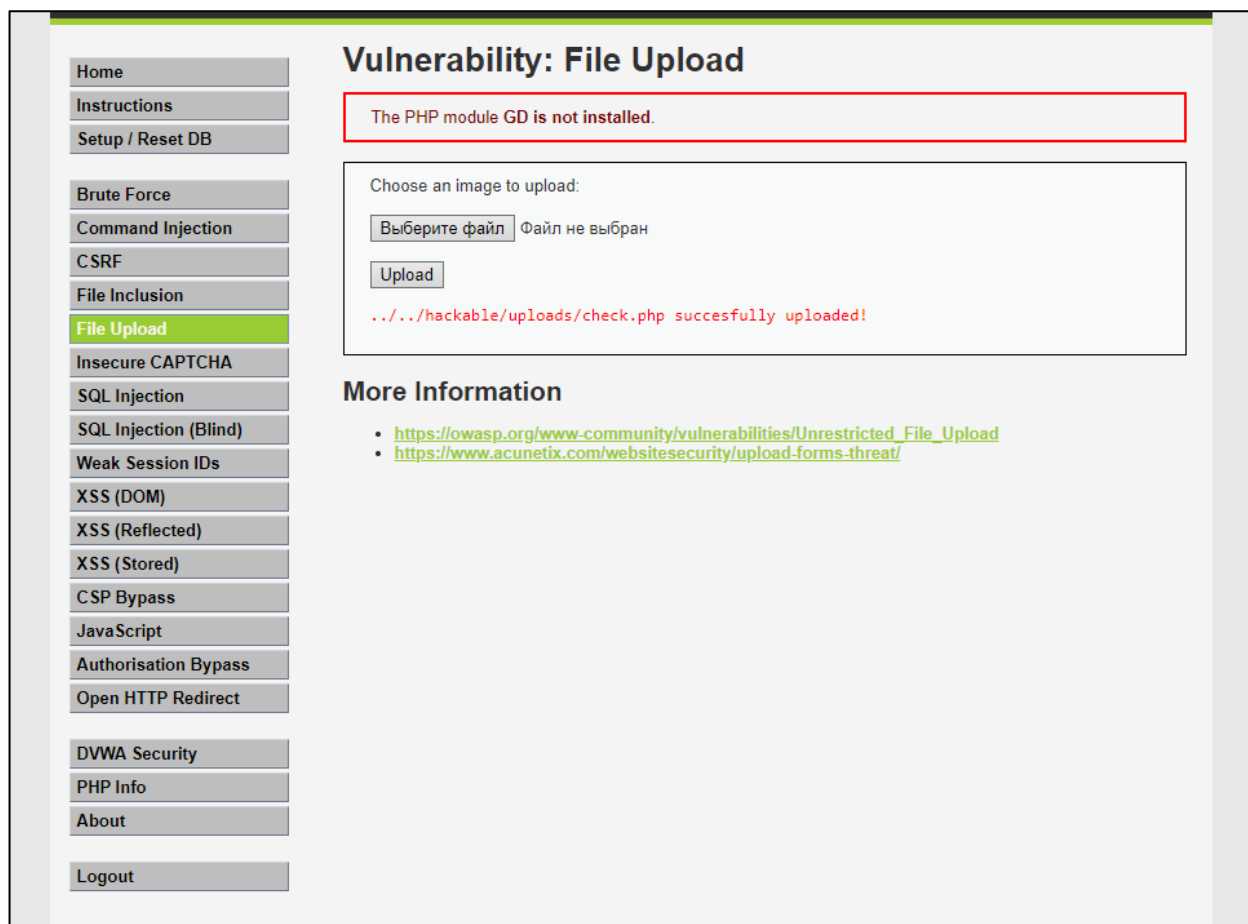 Home
Instructions
Setup / Reset DB
Brute Force
Command Injection
CSRF
File Inclusion
File Upload
Insecure CAPTCHA
SQL Injection
SQL Injection (Blind)
Weak Session IDs
XSS (DOM)
XSS (Reflected)
XSS (Stored)
CSP Bypass
JavaScript
Authorisation Bypass
Open HTTP Redirect
DVWA Security
PHP Info
About
Logout
Vulnerability: File Upload
The PHP module GD is not installed.
Choose an image to upload:
Выберите файл Файл не выбран
Upload
../../hackable/uploads/check.php succesfully uploaded!
More Information
https://owasp.org/www-community/vulnerabilities/Unrestricted_File_Upload
https://www.acunetix.com/websitesecurity/upload-forms-threat/